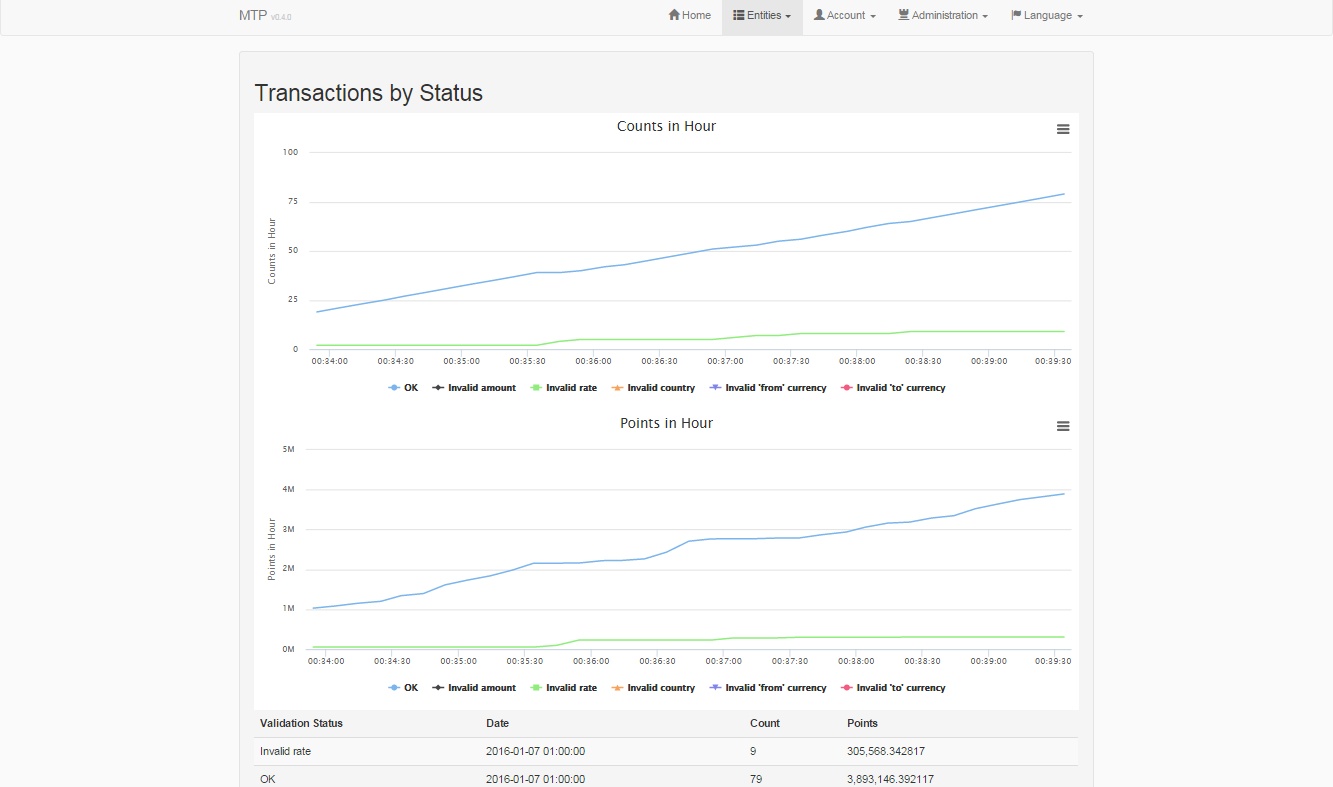 MTP v0.4.0 Home Entities Account Administration Language
Transactions by Status
Counts in Hour
100
75
50
25
0
Counts in Hour
00:34:00 00:34:30 00:35:00 00:35:30 00:36:00 00:36:30 00:37:00 00:37:30 00:38:00 00:38:30 00:39:00 00:39:30
OK Invalid amount Invalid rate Invalid country Invalid 'from' currency Invalid 'to' currency
Points in Hour
5M
4M
3M
2M
1M
0M
Points in Hour
00:34:00 00:34:30 00:35:00 00:35:30 00:36:00 00:36:30 00:37:00 00:37:30 00:38:00 00:38:30 00:39:00 00:39:30
OK Invalid amount Invalid rate Invalid country Invalid 'from' currency Invalid 'to' currency
Validation Status Date Count Points
Invalid rate 2016-01-07 01:00:00 9 305,568.342817
OK 2016-01-07 01:00:00 79 3,893,146.392117